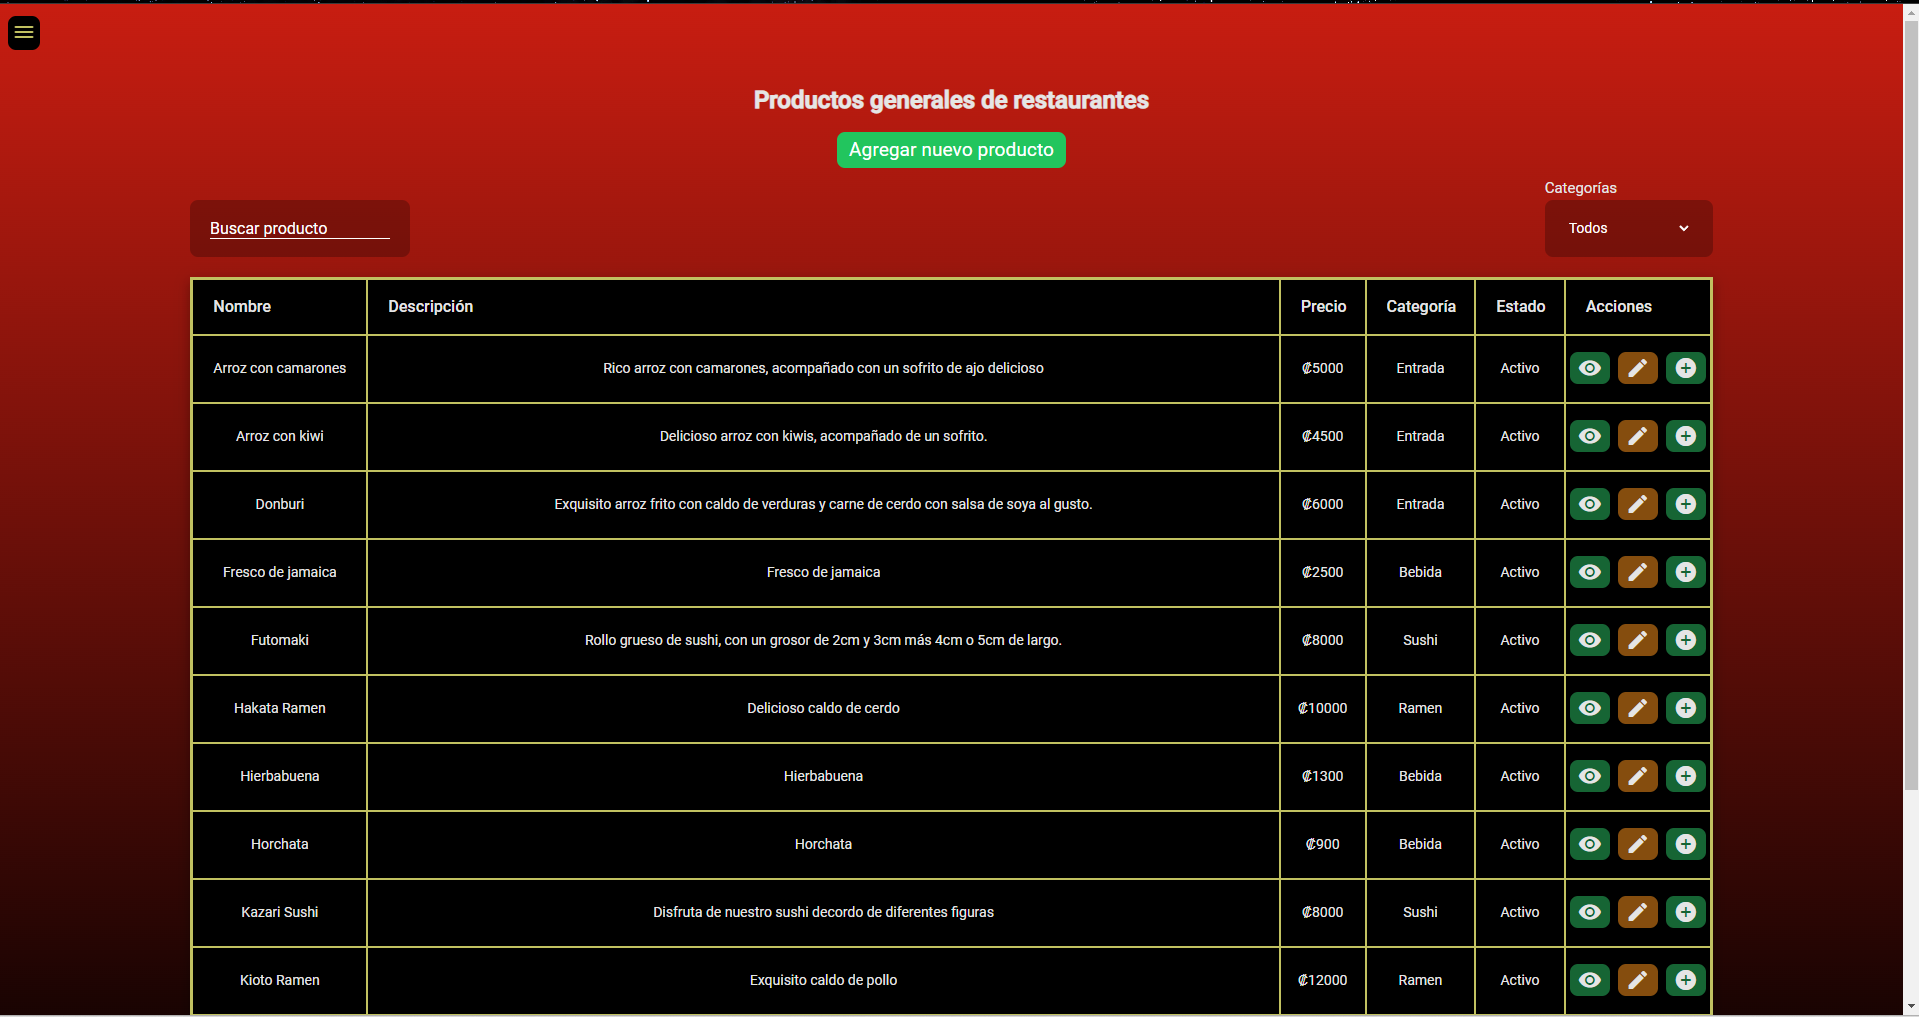 Productos generales de restaurantes
Agregar nuevo producto
Categorías
Buscar producto
Todos
Nombre Descripción Precio Categoría Estado Acciones
Arroz con camarones Rico arroz con camarones, acompañado con un sofrito de ajo delicioso ₡5000 Entrada Activo
Arroz con kiwi Delicioso arroz con kiwis, acompañado de un sofrito. ₡4500 Entrada Activo
Donburi Exquisito arroz frito con caldo de verduras y carne de cerdo con salsa de soya al gusto. ₡6000 Entrada Activo
Fresco de jamaica Fresco de jamaica ₡2500 Bebida Activo
Futomaki Rollo grueso de sushi, con un grosor de 2cm y 3cm más 4cm o 5cm de largo. ₡8000 Sushi Activo
Hakata Ramen Delicioso caldo de cerdo ₡10000 Ramen Activo
Hierbabuena Hierbabuena ₡1300 Bebida Activo
Horchata Horchata ₡900 Bebida Activo
Kazari Sushi Disfruta de nuestro sushi decordo de diferentes figuras ₡8000 Sushi Activo
Kioto Ramen Exquisito caldo de pollo ₡12000 Ramen Activo